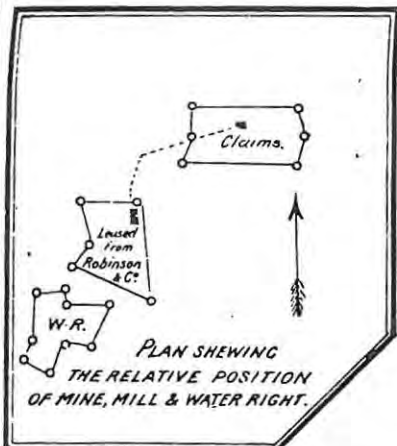 Claims.
Leased
from
Robinson
& Co.
W.R.
PLAN SHEWING
THE RELATIVE POSITION
OF MINE, MILL & WATER RIGHT.